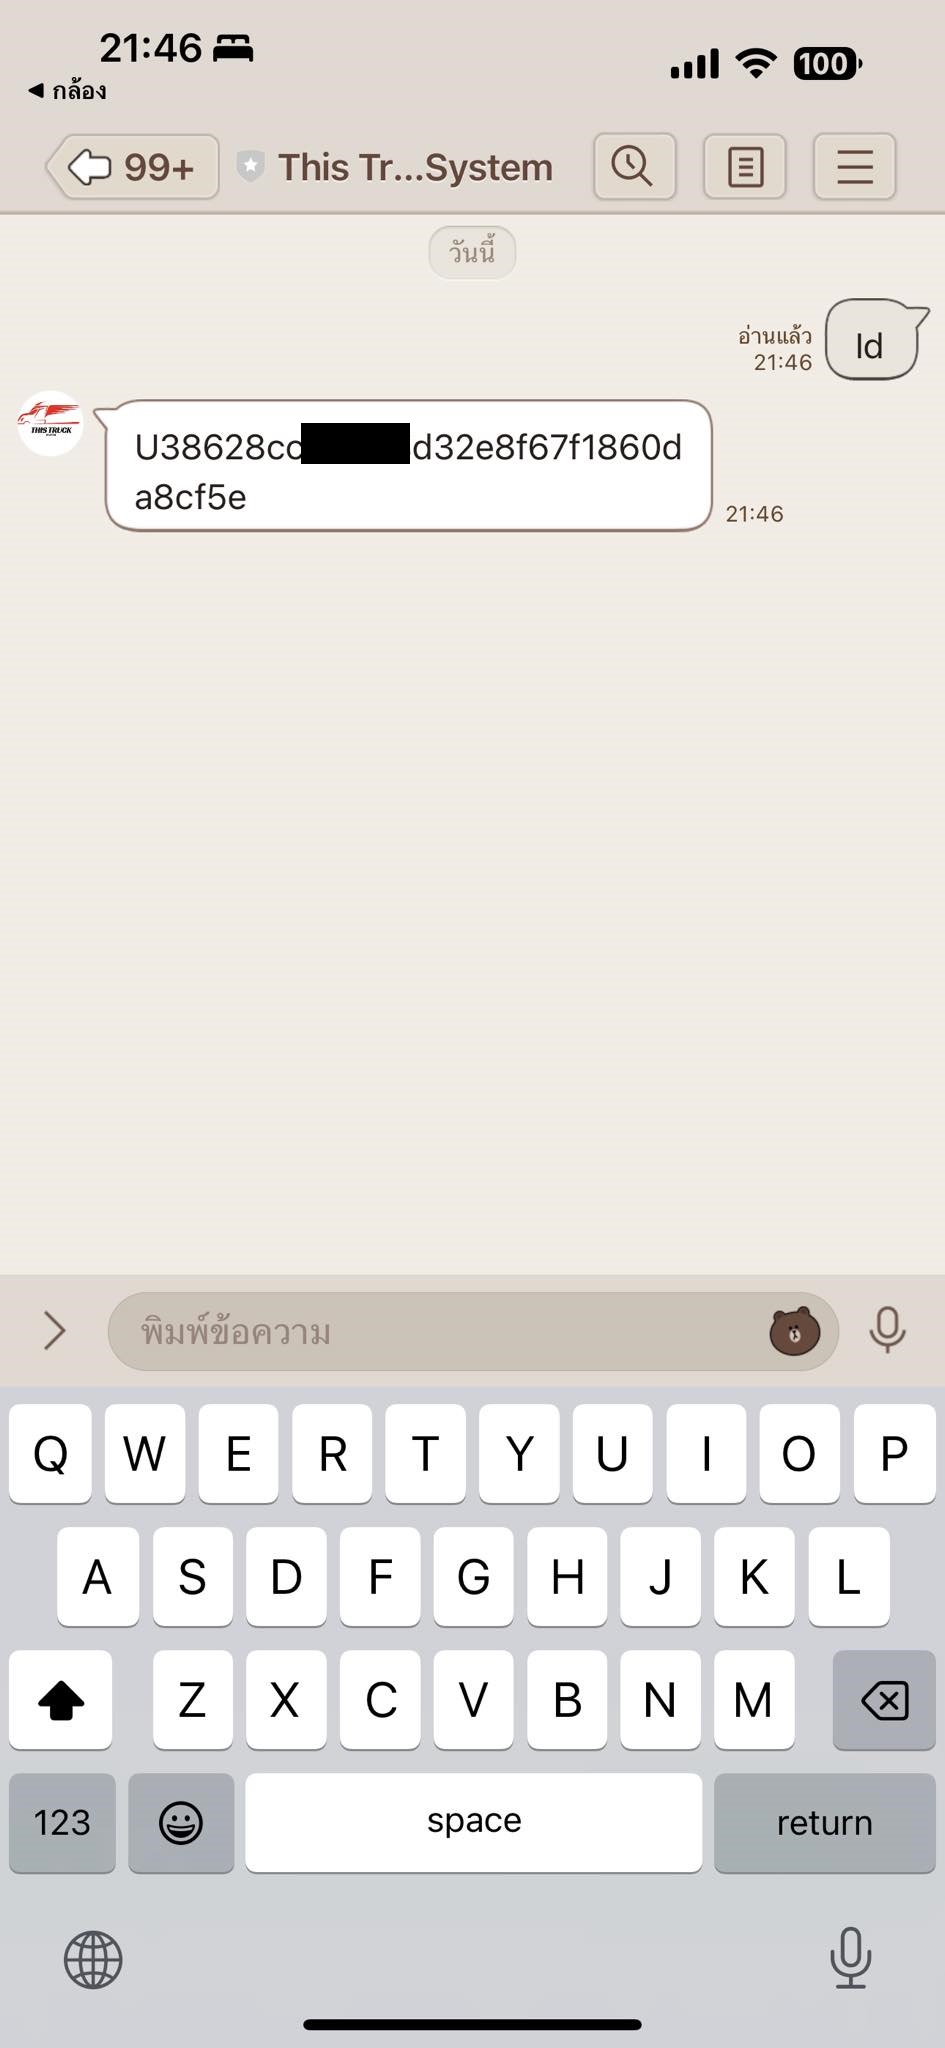 21:46
100
◀ กล้อง
99+
This Tr...System
วันนี้
Id
อ่านแล้ว
21:46
THIS TRUCK
U38628cc
d32e8f67f1860d
a8cf5e
21:46
พิมพ์ข้อความ
Q W E R T Y U I O P
A S D F G H J K L
Z X C V B N M
123
space
return